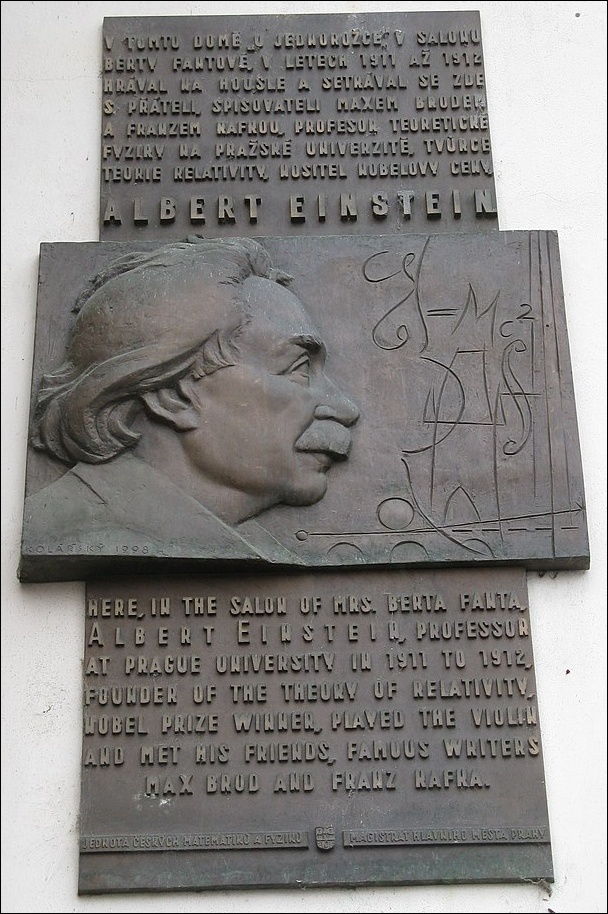 V TOMTO DOMĚ „U JEDNOROŽCE“, V SALONU
BERTY FANTOVÉ, V LETECH 1911 AŽ 1912
HRÁVAL NA HOUSLE A SETKÁVAL SE ZDE
S PŘÁTELI, SPISOVATELI MAXEM BRODEM
A FRANZEM KAFKOU, PROFESOR TEORETICKÉ
FYZIKY NA PRAŽSKÉ UNIVERZITĚ, TVŮRCE
TEORIE RELATIVITY, NOSITEL NOBELOVY CENY,
ALBERT EINSTEIN
E=Mc²
KOLÁRSKÝ 1998
HERE, IN THE SALON OF MRS. BERTA FANTA,
ALBERT EINSTEIN, PROFESSOR
AT PRAGUE UNIVERSITY IN 1911 TO 1912,
FOUNDER OF THE THEORY OF RELATIVITY,
NOBEL PRIZE WINNER, PLAYED THE VIOLIN
AND MET HIS FRIENDS, FAMOUS WRITERS
MAX BROD AND FRANZ KAFKA.
JEDNOTA ČESKÝCH MATEMATIKŮ A FYZIKŮ
MAGISTRÁT HLAVNÍHO MĚSTA PRAHY